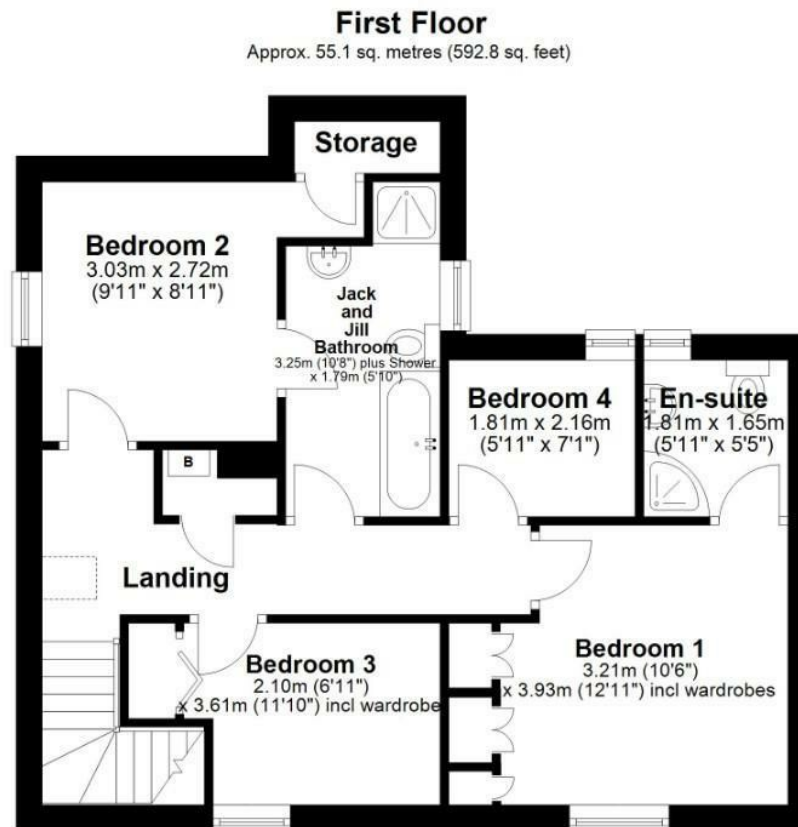 First Floor
Approx. 55.1 sq. metres (592.8 sq. feet)
Storage
Bedroom 2
3.03m x 2.72m
(9'11" x 8'11")
Jack
and
Jill
Bathroom
3.25m (10'8") plus Shower
x 1.79m (5'10")
Bedroom 4
1.81m x 2.16m
(5'11" x 7'1")
En-suite
1.81m x 1.65m
(5'11" x 5'5")
B
Landing
Bedroom 3
2.10m (6'11")
x 3.61m (11'10") incl wardrobe
Bedroom 1
3.21m (10'6")
x 3.93m (12'11") incl wardrobes